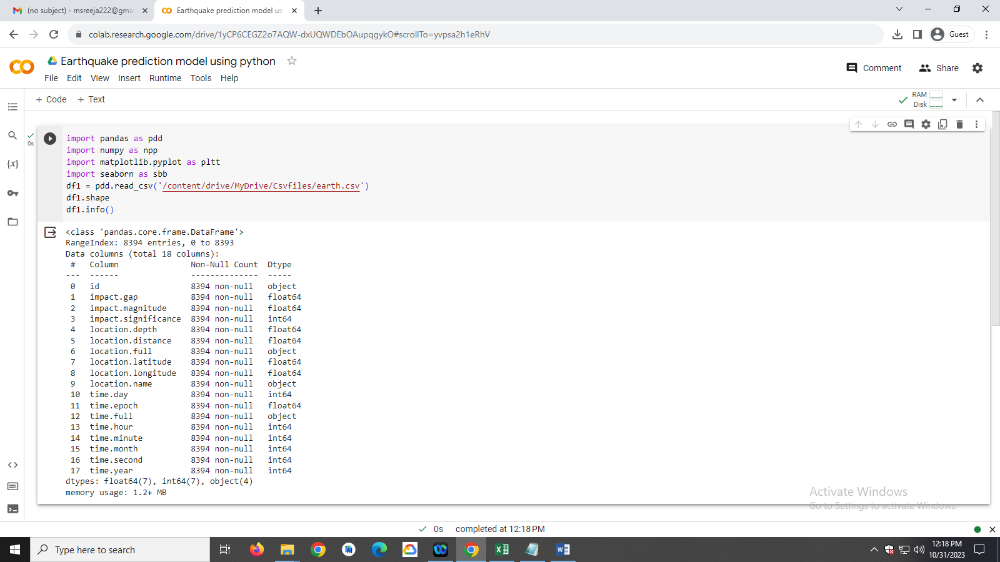 (no subject) - msreeja222@gmai
Earthquake prediction model us
colab.research.google.com/drive/1yCP6CEGZ2o7AQW-dxUQWDEbOAupqgykO#scrollTo=yvpsa2h1eRhV
Guest
Earthquake prediction model using python
File Edit View Insert Runtime Tools Help
Comment
Share
+ Code + Text
RAM
Disk
0s
import pandas as pdd
import numpy as npp
import matplotlib.pyplot as pltt
import seaborn as sbb
df1 = pdd.read_csv('/content/drive/MyDrive/Csvfiles/earth.csv')
df1.shape
df1.info()
<class 'pandas.core.frame.DataFrame'>
RangeIndex: 8394 entries, 0 to 8393
Data columns (total 18 columns):
# Column Non-Null Count Dtype
--- ------ -------------- -----
0 id 8394 non-null object
1 impact.gap 8394 non-null float64
2 impact.magnitude 8394 non-null float64
3 impact.significance 8394 non-null int64
4 location.depth 8394 non-null float64
5 location.distance 8394 non-null float64
6 location.full 8394 non-null object
7 location.latitude 8394 non-null float64
8 location.longitude 8394 non-null float64
9 location.name 8394 non-null object
10 time.day 8394 non-null int64
11 time.epoch 8394 non-null float64
12 time.full 8394 non-null object
13 time.hour 8394 non-null int64
14 time.minute 8394 non-null int64
15 time.month 8394 non-null int64
16 time.second 8394 non-null int64
17 time.year 8394 non-null int64
dtypes: float64(7), int64(7), object(4)
memory usage: 1.2+ MB
Activate Windows
Go to Settings to activate Windows.
0s completed at 12:18 PM
Type here to search
12:18 PM
10/31/2023